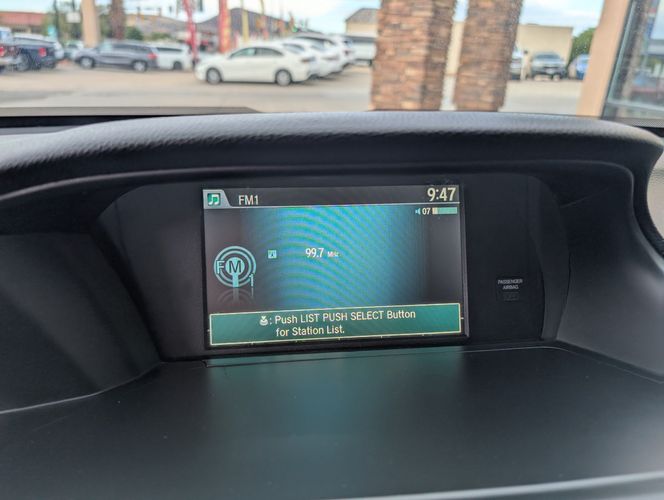 FM1
9:47
07
99.7 MHz
FM
1
: Push LIST PUSH SELECT Button
for Station List.
PASSENGER
AIRBAG